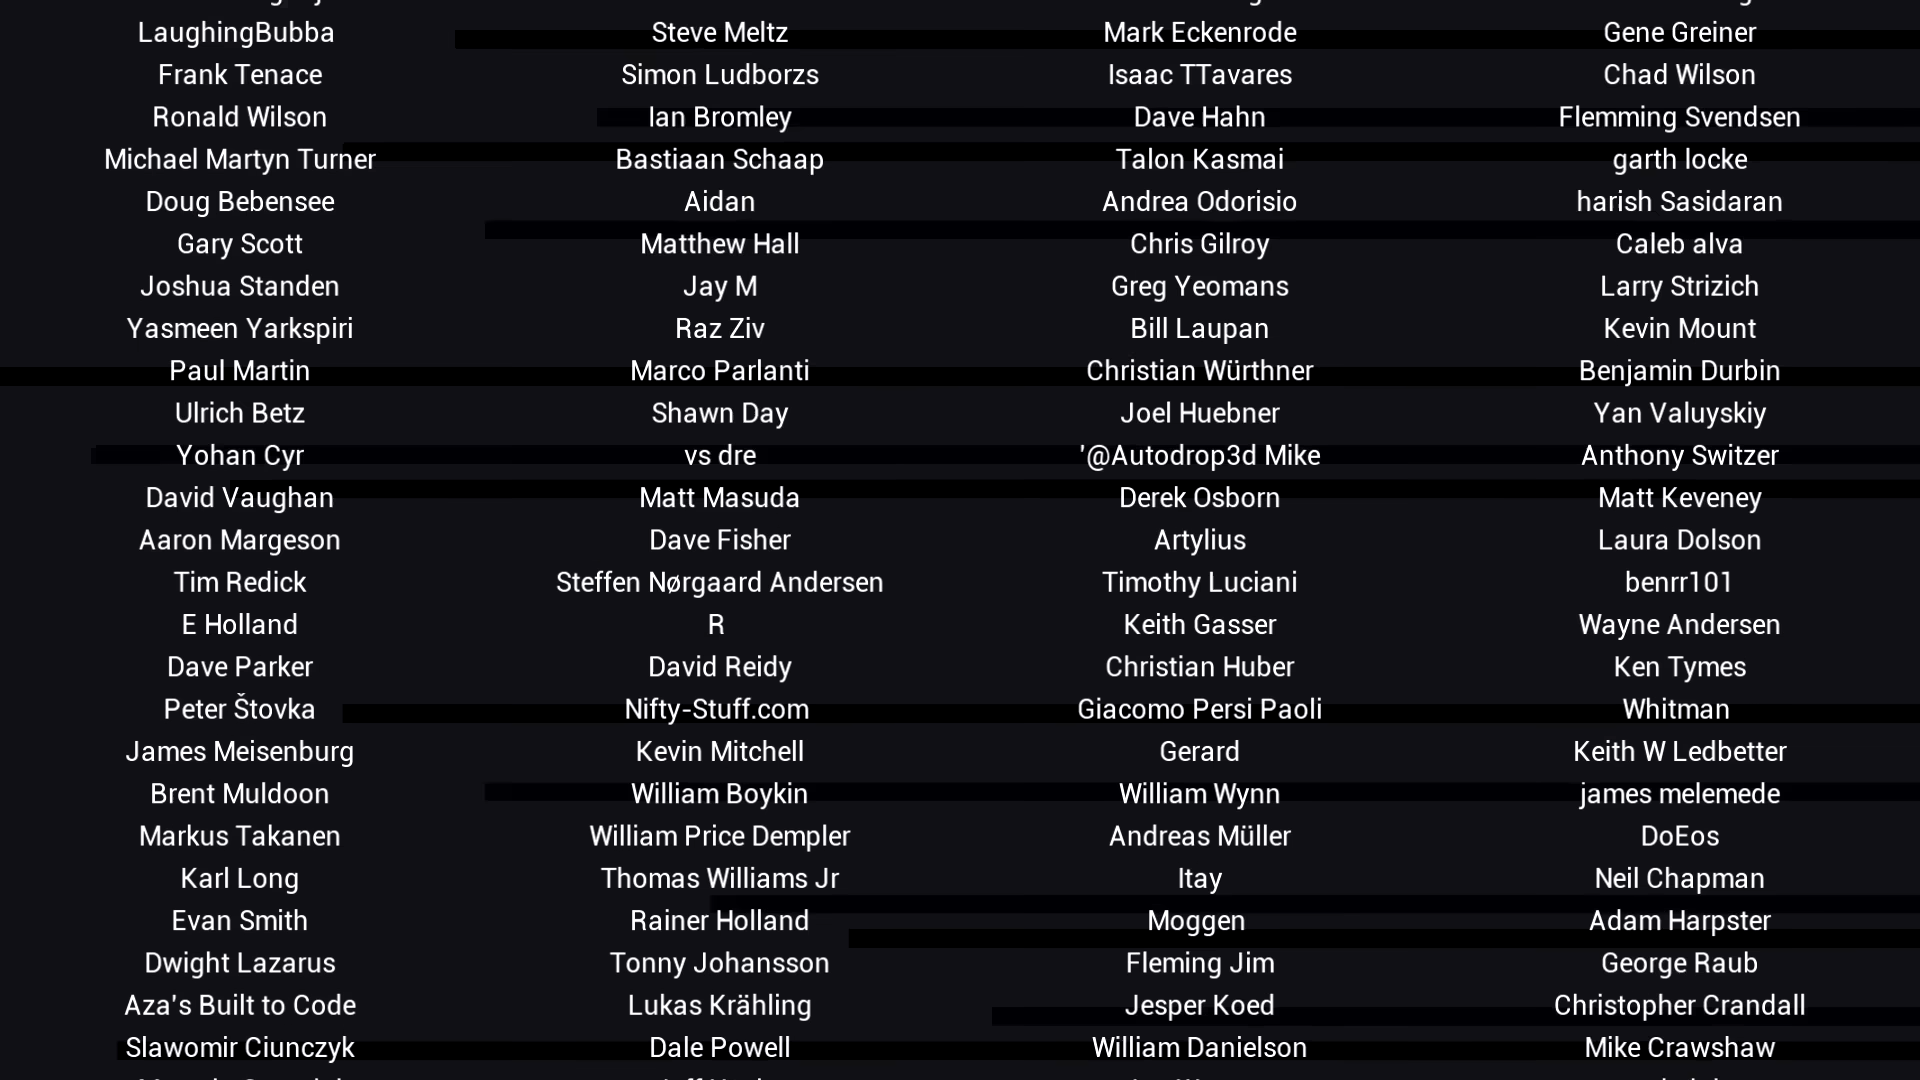 LaughingBubba Steve Meltz Mark Eckenrode Gene Greiner
Frank Tenace Simon Ludborzs Isaac TTavares Chad Wilson
Ronald Wilson Ian Bromley Dave Hahn Flemming Svendsen
Michael Martyn Turner Bastiaan Schaap Talon Kasmai garth locke
Doug Bebensee Aidan Andrea Odorisio harish Sasidaran
Gary Scott Matthew Hall Chris Gilroy Caleb alva
Joshua Standen Jay M Greg Yeomans Larry Strizich
Yasmeen Yarkspiri Raz Ziv Bill Laupan Kevin Mount
Paul Martin Marco Parlanti Christian Würthner Benjamin Durbin
Ulrich Betz Shawn Day Joel Huebner Yan Valuyskiy
Yohan Cyr vs dre '@Autodrop3d Mike Anthony Switzer
David Vaughan Matt Masuda Derek Osborn Matt Keveney
Aaron Margeson Dave Fisher Artylius Laura Dolson
Tim Redick Steffen Nørgaard Andersen Timothy Luciani benrr101
E Holland R Keith Gasser Wayne Andersen
Dave Parker David Reidy Christian Huber Ken Tymes
Peter Štovka Nifty-Stuff.com Giacomo Persi Paoli Whitman
James Meisenburg Kevin Mitchell Gerard Keith W Ledbetter
Brent Muldoon William Boykin William Wynn james melemede
Markus Takanen William Price Dempler Andreas Müller DoEos
Karl Long Thomas Williams Jr Itay Neil Chapman
Evan Smith Rainer Holland Moggen Adam Harpster
Dwight Lazarus Tonny Johansson Fleming Jim George Raub
Aza's Built to Code Lukas Krähling Jesper Koed Christopher Crandall
Slawomir Ciunczyk Dale Powell William Danielson Mike Crawshaw